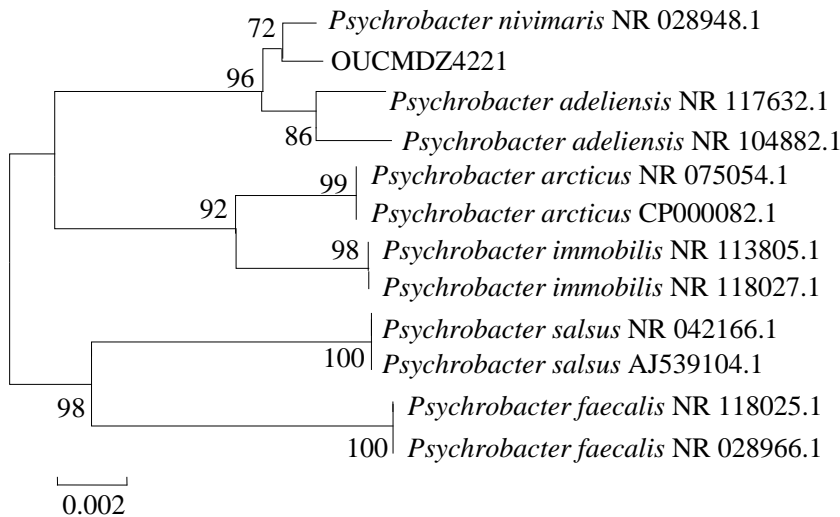 72
Psychrobacter nivimaris NR 028948.1
OUCMDZ4221
96
Psychrobacter adeliensis NR 117632.1
86
Psychrobacter adeliensis NR 104882.1
99
Psychrobacter arcticus NR 075054.1
92
Psychrobacter arcticus CP000082.1
98
Psychrobacter immobilis NR 113805.1
Psychrobacter immobilis NR 118027.1
Psychrobacter salsus NR 042166.1
100
Psychrobacter salsus AJ539104.1
98
Psychrobacter faecalis NR 118025.1
100
Psychrobacter faecalis NR 028966.1
0.002